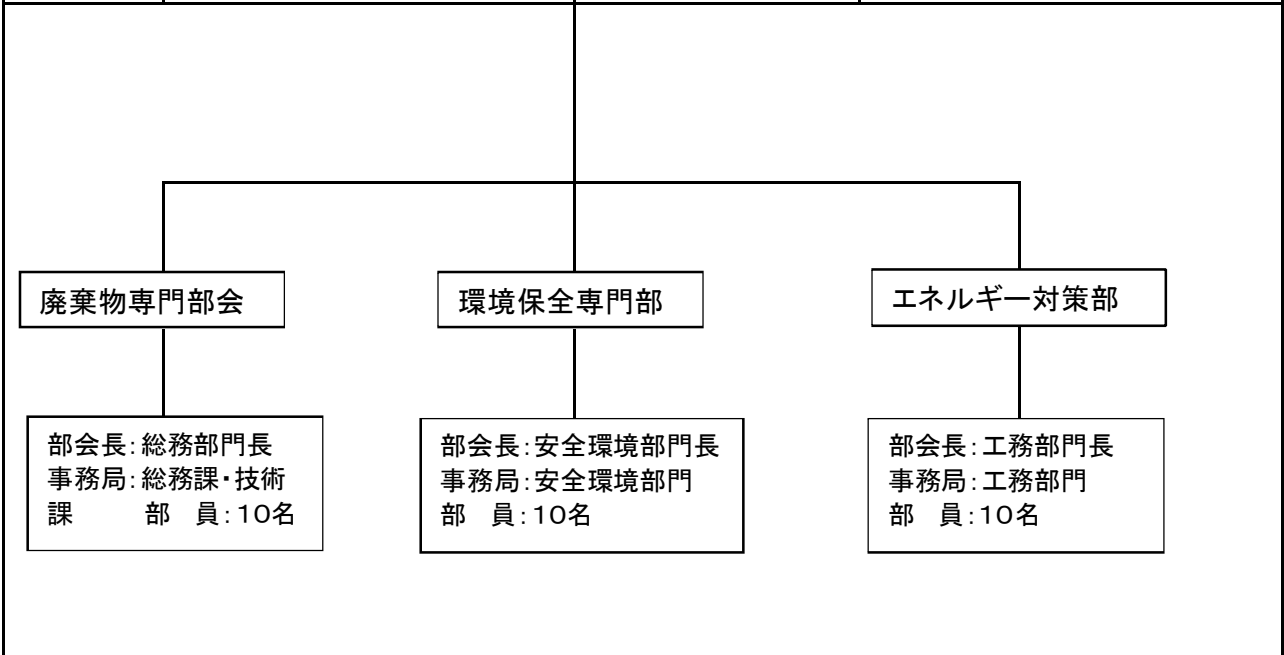 廃棄物専門部会
環境保全専門部
エネルギー対策部
部会長:総務部門長
事務局:総務課・技術
課 部 員:10名
部会長:安全環境部門長
事務局:安全環境部門
部 員:10名
部会長:工務部門長
事務局:工務部門
部 員:10名